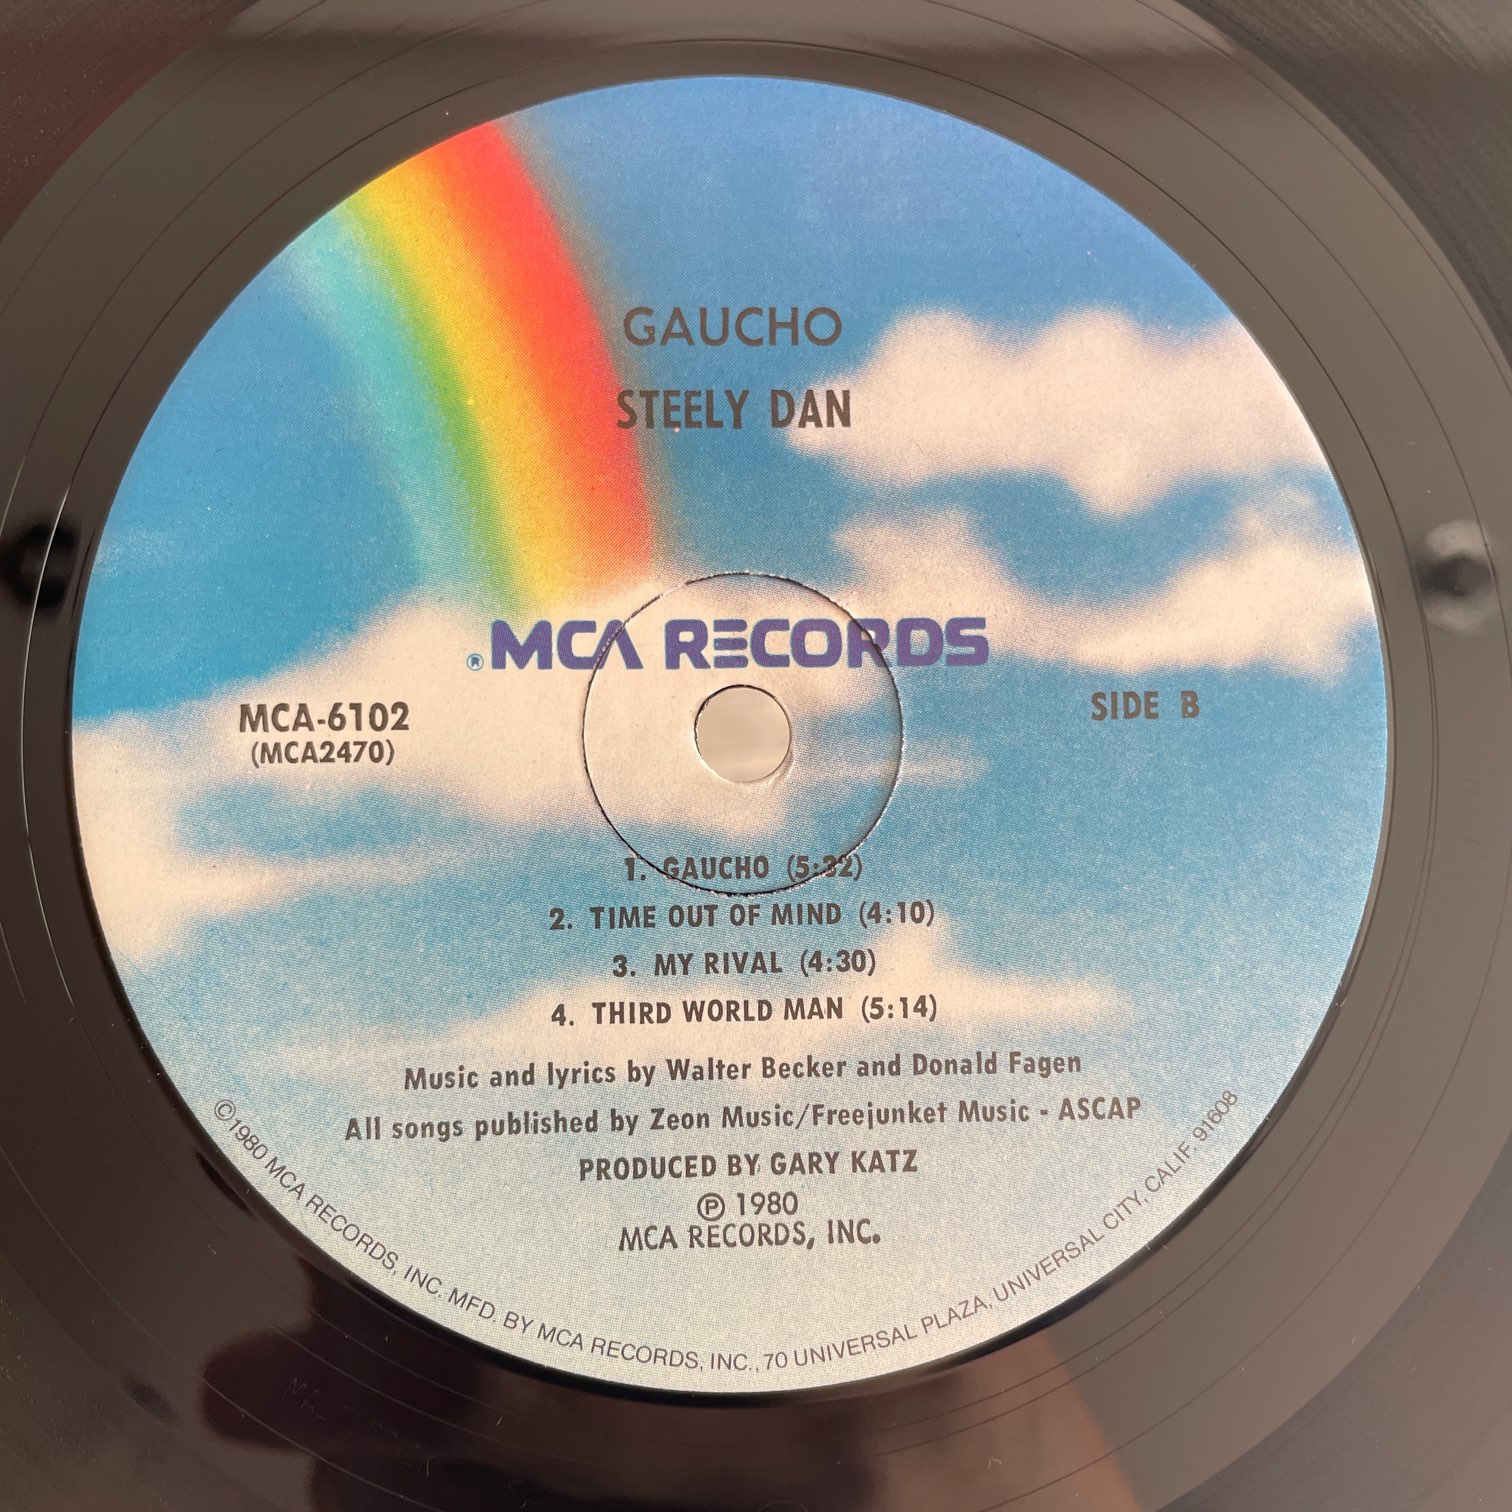 GAUCHO
STEELY DAN
®MCA RECORDS
MCA-6102
(MCA2470)
SIDE B
1. GAUCHO (5:32)
2. TIME OUT OF MIND (4:10)
3. MY RIVAL (4:30)
4. THIRD WORLD MAN (5:14)
Music and lyrics by Walter Becker and Donald Fagen
All songs published by Zeon Music/Freejunket Music - ASCAP
PRODUCED BY GARY KATZ
℗ 1980
MCA RECORDS, INC.
©1980 MCA RECORDS, INC. MFD. BY MCA RECORDS, INC., 70 UNIVERSAL PLAZA, UNIVERSAL CITY, CALIF. 91608